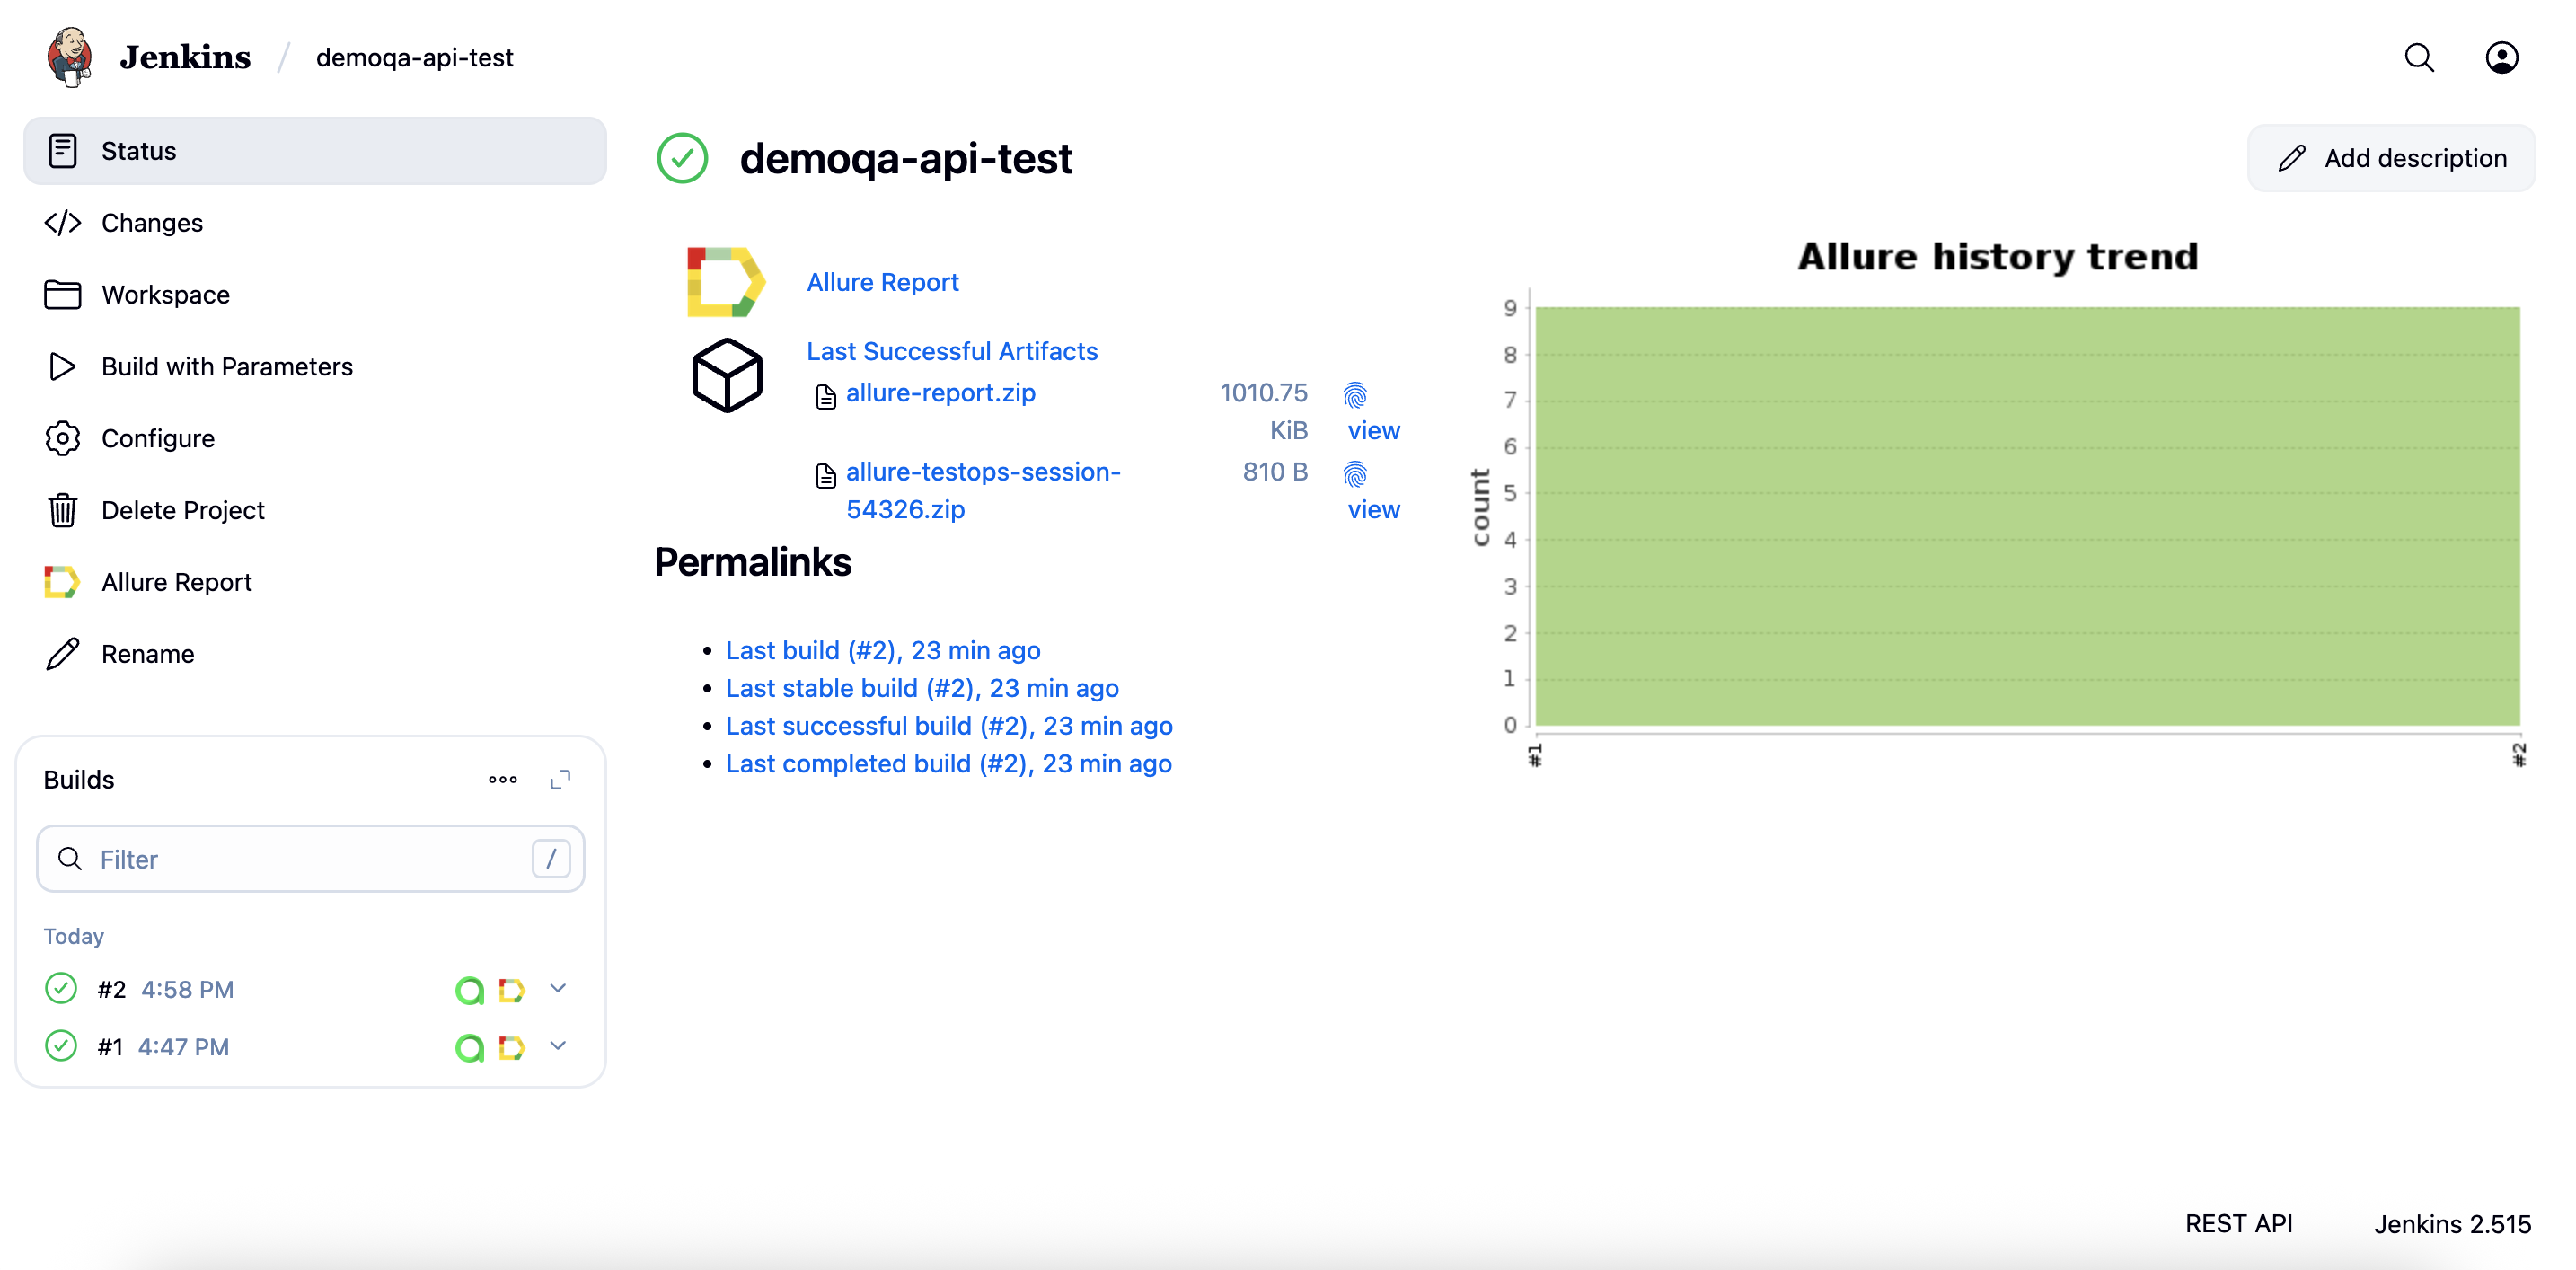 Jenkins / demoqa-api-test
Status
Changes
Workspace
Build with Parameters
Configure
Delete Project
Allure Report
Rename
Builds
Filter /
Today
#2 4:58 PM
#1 4:47 PM
demoqa-api-test
Add description
Allure Report
Last Successful Artifacts
allure-report.zip 1010.75
KiB view
allure-testops-session- 810 B
54326.zip view
Permalinks
Last build (#2), 23 min ago
Last stable build (#2), 23 min ago
Last successful build (#2), 23 min ago
Last completed build (#2), 23 min ago
Allure history trend
count
9
8
7
6
5
4
3
2
1
0
#1
#2
REST API
Jenkins 2.515